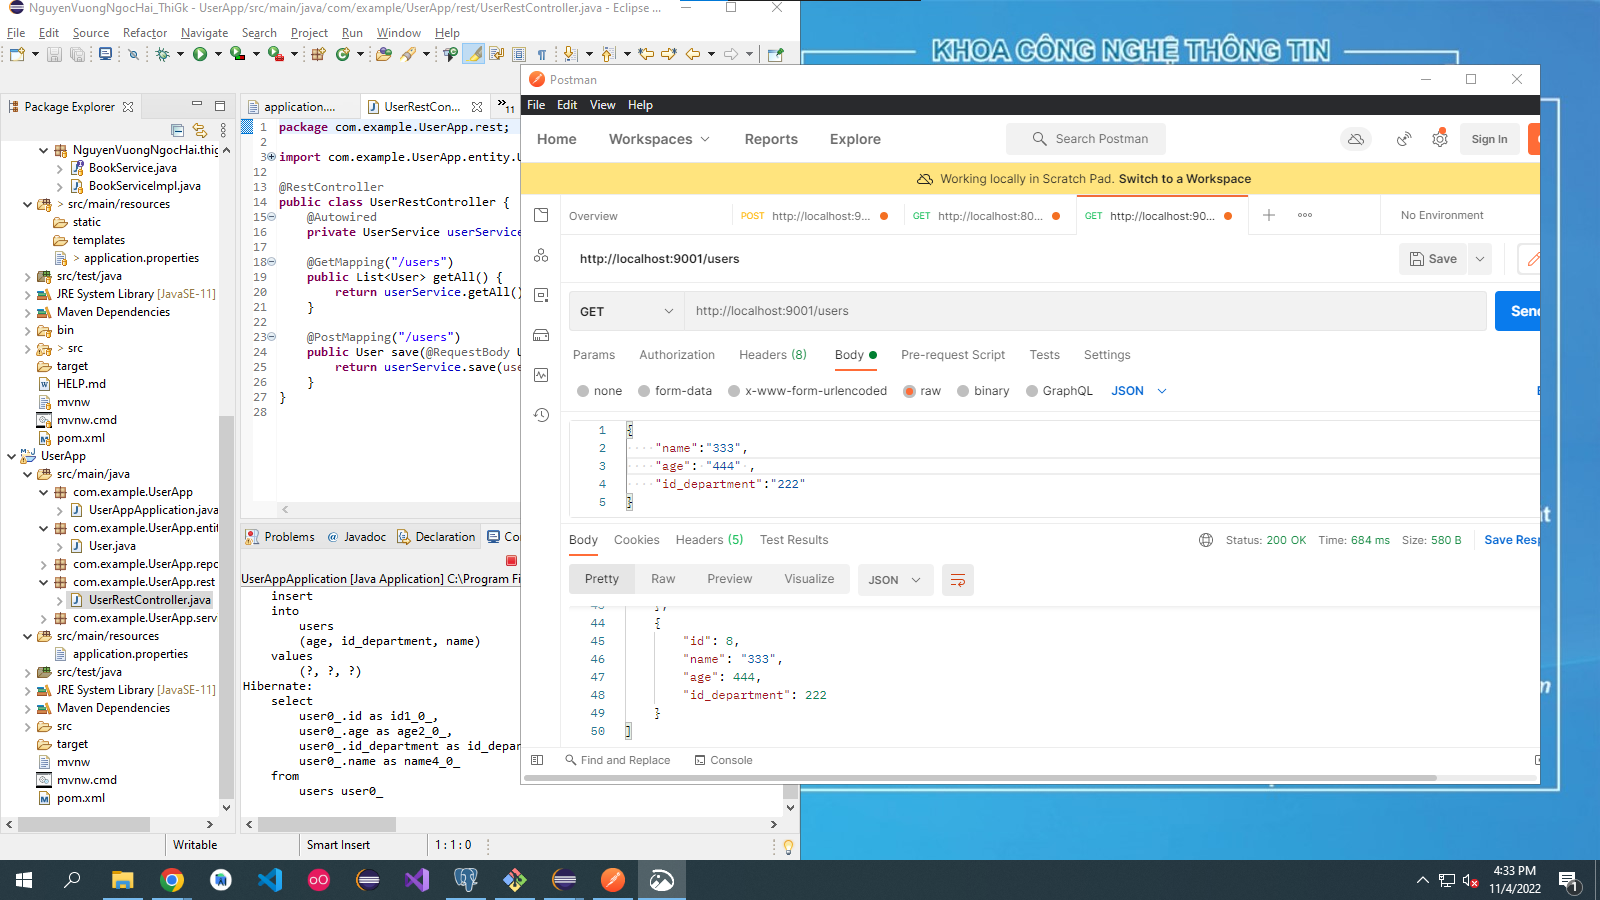 NguyenVuongNgocHai_ThiGk - UserApp/src/main/java/com/example/UserApp/rest/UserRestController.java - Eclipse ...
File Edit Source Refactor Navigate Search Project Run Window Help
KHOA CÔNG NGHỆ THÔNG TIN
Package Explorer
NguyenVuongNgocHai.thig
BookService.java
BookServiceImpl.java
> src/main/resources
static
templates
> application.properties
src/test/java
JRE System Library [JavaSE-11]
Maven Dependencies
bin
> src
target
HELP.md
mvnw
mvnw.cmd
pom.xml
UserApp
src/main/java
com.example.UserApp
UserAppApplication.java
com.example.UserApp.entit
User.java
com.example.UserApp.repo
com.example.UserApp.rest
UserRestController.java
com.example.UserApp.serv
src/main/resources
application.properties
src/test/java
JRE System Library [JavaSE-11]
Maven Dependencies
src
target
mvnw
mvnw.cmd
pom.xml
application....
UserRestCon...
»11
1 package com.example.UserApp.rest;
2
3 import com.example.UserApp.entity.U
12
13 @RestController
14 public class UserRestController {
15 @Autowired
16 private UserService userService
17
18 @GetMapping("/users")
19 public List<User> getAll() {
20 return userService.getAll()
21 }
22
23 @PostMapping("/users")
24 public User save(@RequestBody U
25 return userService.save(use
26 }
27 }
28
Problems @ Javadoc Declaration Co
UserAppApplication [Java Application] C:\Program Fi
insert
into
users
(age, id_department, name)
values
(?, ?, ?)
Hibernate:
select
user0_.id as id1_0_,
user0_.age as age2_0_,
user0_.id_department as id_depar
user0_.name as name4_0_
from
users user0_
Writable
Smart Insert
1 : 1 : 0
Postman
File Edit View Help
Home Workspaces Reports Explore
Search Postman
Sign In
Working locally in Scratch Pad. Switch to a Workspace
Overview
POST http://localhost:9...
GET http://localhost:80...
GET http://localhost:90...
No Environment
http://localhost:9001/users
Save
GET
http://localhost:9001/users
Send
Params Authorization Headers (8) Body Pre-request Script Tests Settings
none form-data x-www-form-urlencoded raw binary GraphQL JSON
1 {
2 "name":"333",
3 "age": "444" ,
4 "id_department":"222"
5 }
Body Cookies Headers (5) Test Results
Status: 200 OK Time: 684 ms Size: 580 B Save Resp
Pretty Raw Preview Visualize JSON
43 },
44 {
45 "id": 8,
46 "name": "333",
47 "age": 444,
48 "id_department": 222
49 }
50 ]
Find and Replace Console
4:33 PM
11/4/2022
1